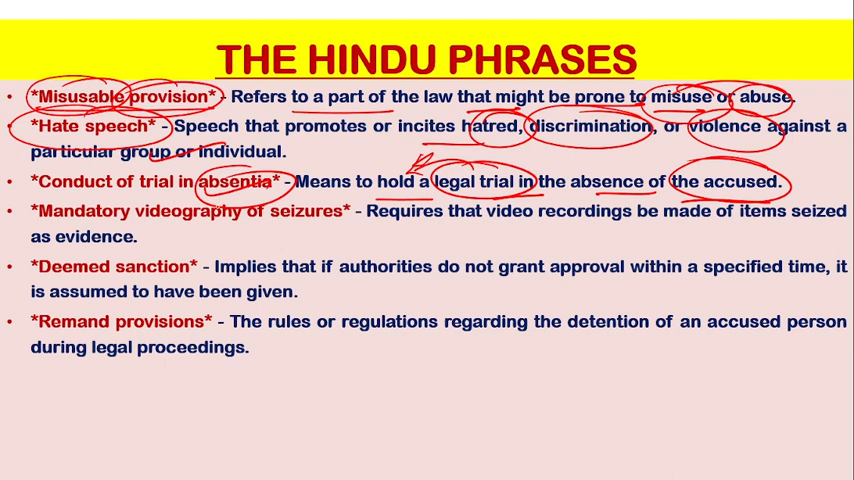 THE HINDU PHRASES
• *Misusable provision* - Refers to a part of the law that might be prone to misuse or abuse.
• *Hate speech* - Speech that promotes or incites hatred, discrimination, or violence against a
particular group or individual.
• *Conduct of trial in absentia* - Means to hold a legal trial in the absence of the accused.
• *Mandatory videography of seizures* - Requires that video recordings be made of items seized
as evidence.
• *Deemed sanction* - Implies that if authorities do not grant approval within a specified time, it
is assumed to have been given.
• *Remand provisions* - The rules or regulations regarding the detention of an accused person
during legal proceedings.